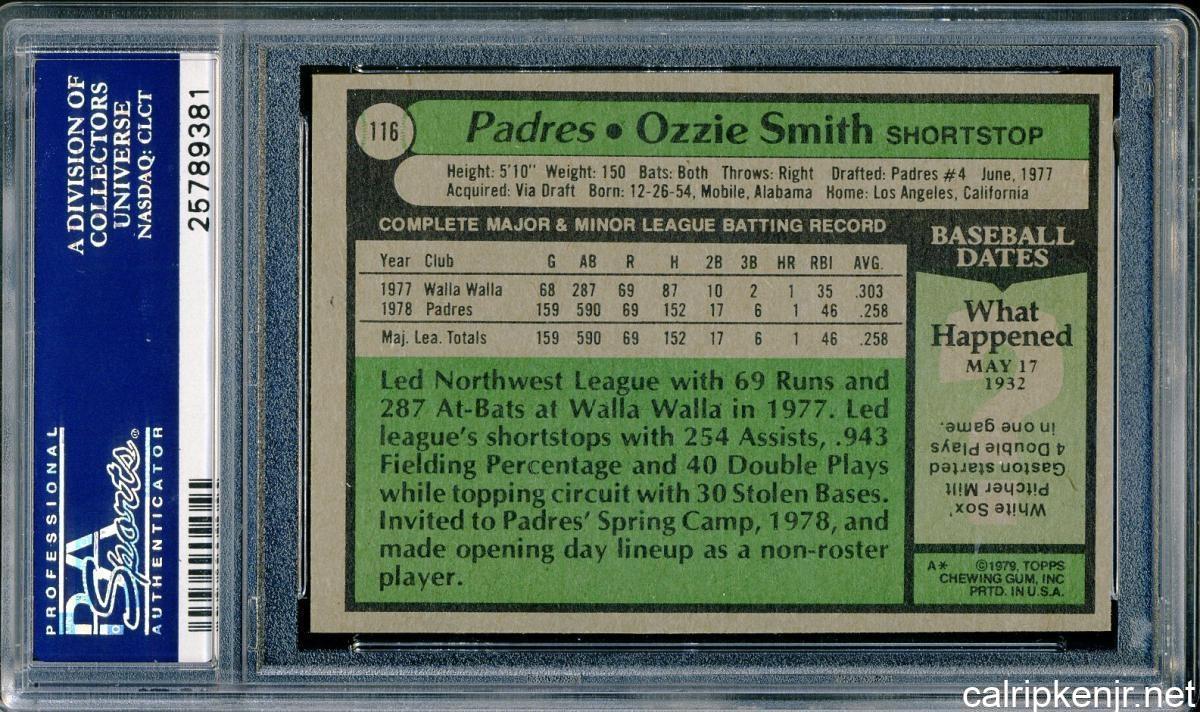 A DIVISION OF
COLLECTORS
UNIVERSE
NASDAQ: CLCT
25789381
PROFESSIONAL
PSA
Sports®
AUTHENTICATOR
116
Padres • Ozzie Smith SHORTSTOP
Height: 5'10" Weight: 150 Bats: Both Throws: Right Drafted: Padres #4 June, 1977
Acquired: Via Draft Born: 12-26-54, Mobile, Alabama Home: Los Angeles, California
COMPLETE MAJOR & MINOR LEAGUE BATTING RECORD
Year Club G AB R H 2B 3B HR RBI AVG.
1977 Walla Walla 68 287 69 87 10 2 1 35 .303
1978 Padres 159 590 69 152 17 6 1 46 .258
Maj. Lea. Totals 159 590 69 152 17 6 1 46 .258
Led Northwest League with 69 Runs and
287 At-Bats at Walla Walla in 1977. Led
league's shortstops with 254 Assists, .943
Fielding Percentage and 40 Double Plays
while topping circuit with 30 Stolen Bases.
Invited to Padres' Spring Camp, 1978, and
made opening day lineup as a non-roster
player.
BASEBALL
DATES
What
Happened
MAY 17
1932
?
White Sox'
Pitcher Milt
Gaston started
4 Double Plays
in one game.
A* ©1979, TOPPS
CHEWING GUM, INC
PRTD. IN U.S.A.
calripkenjr.net